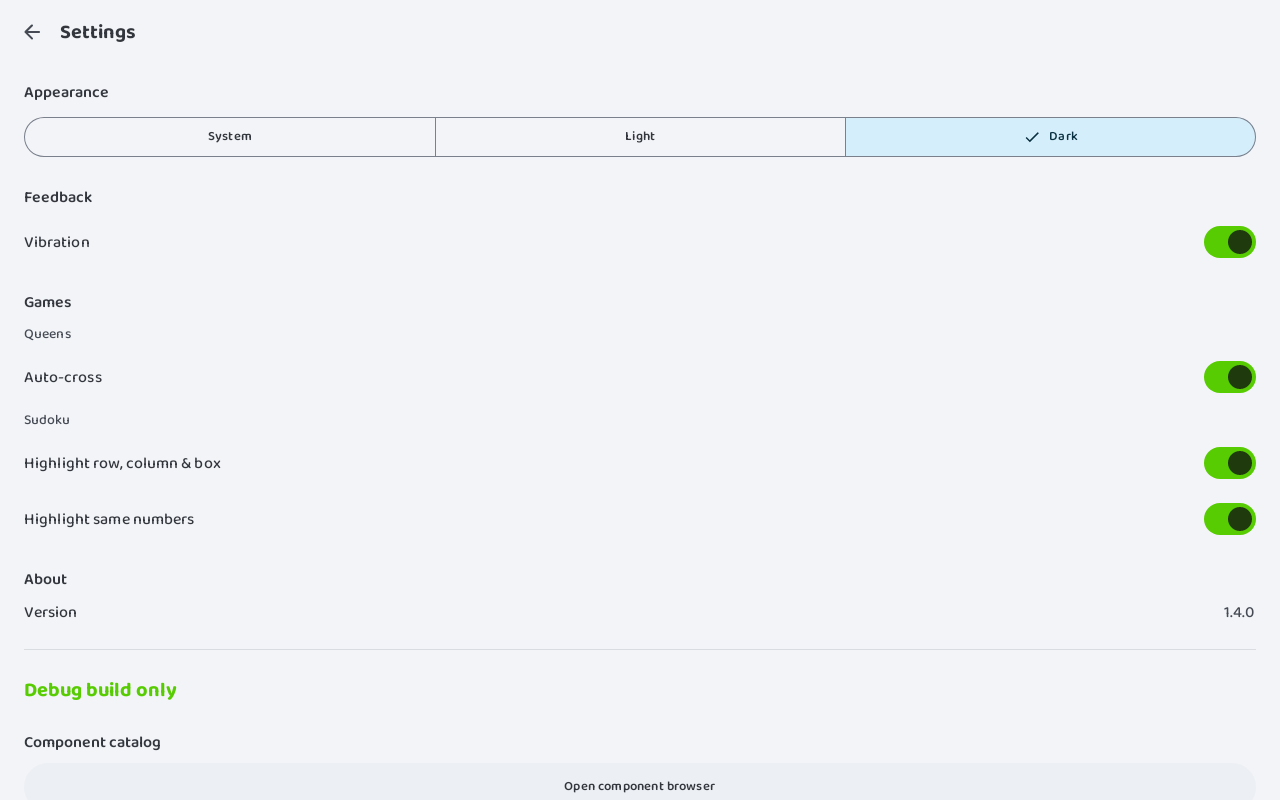 Settings
Appearance
System
Light
Dark
Feedback
Vibration
Games
Queens
Auto-cross
Sudoku
Highlight row, column & box
Highlight same numbers
About
Version
1.4.0
Debug build only
Component catalog
Open component browser